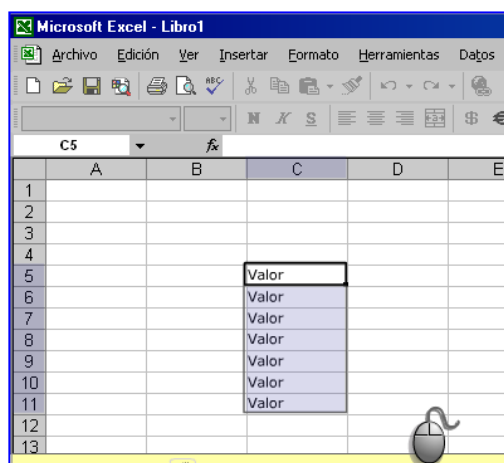 Microsoft Excel - Libro1
Archivo Edición Ver Insertar Formato Herramientas Datos
N K S $ €
C5 fx
A B C D E
1
2
3
4
5 Valor
6 Valor
7 Valor
8 Valor
9 Valor
10 Valor
11 Valor
12
13